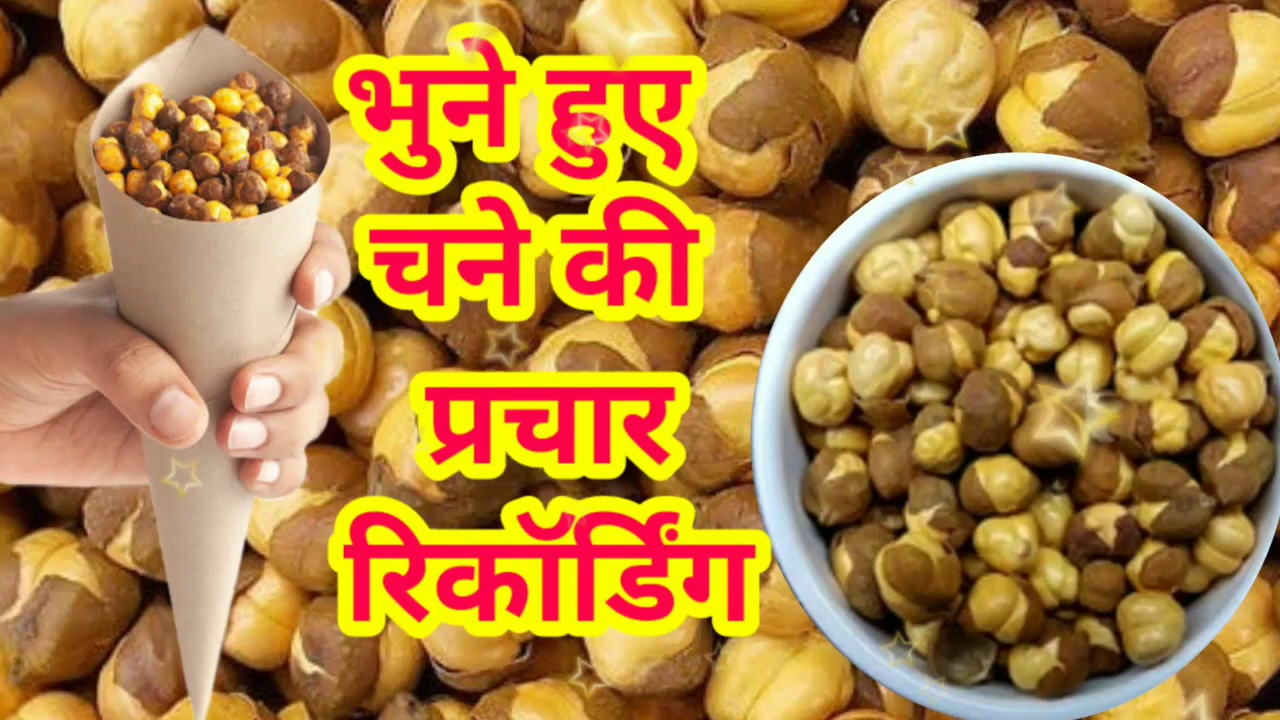 भुने हुए
चने की
प्रचार
रिकॉर्डिंग